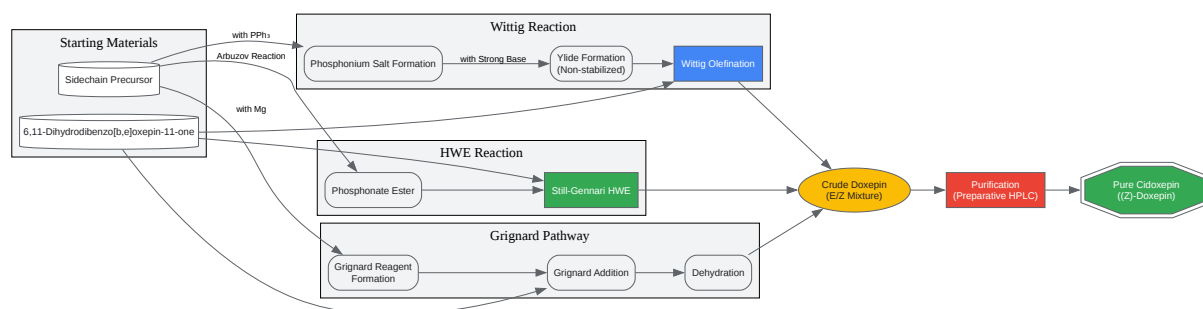 Starting Materials
Sidechain Precursor
6,11-Dihydrodibenzo[b,e]oxepin-11-one
with PPh₃
Arbuzov Reaction
with Mg
Wittig Reaction
Phosphonium Salt Formation
with Strong Base
Ylide Formation
(Non-stabilized)
Wittig Olefination
HWE Reaction
Phosphonate Ester
Still-Gennari HWE
Grignard Pathway
Grignard Reagent
Formation
Grignard Addition
Dehydration
Crude Doxepin
(E/Z Mixture)
Purification
(Preparative HPLC)
Pure Cidoxepin
((Z)-Doxepin)